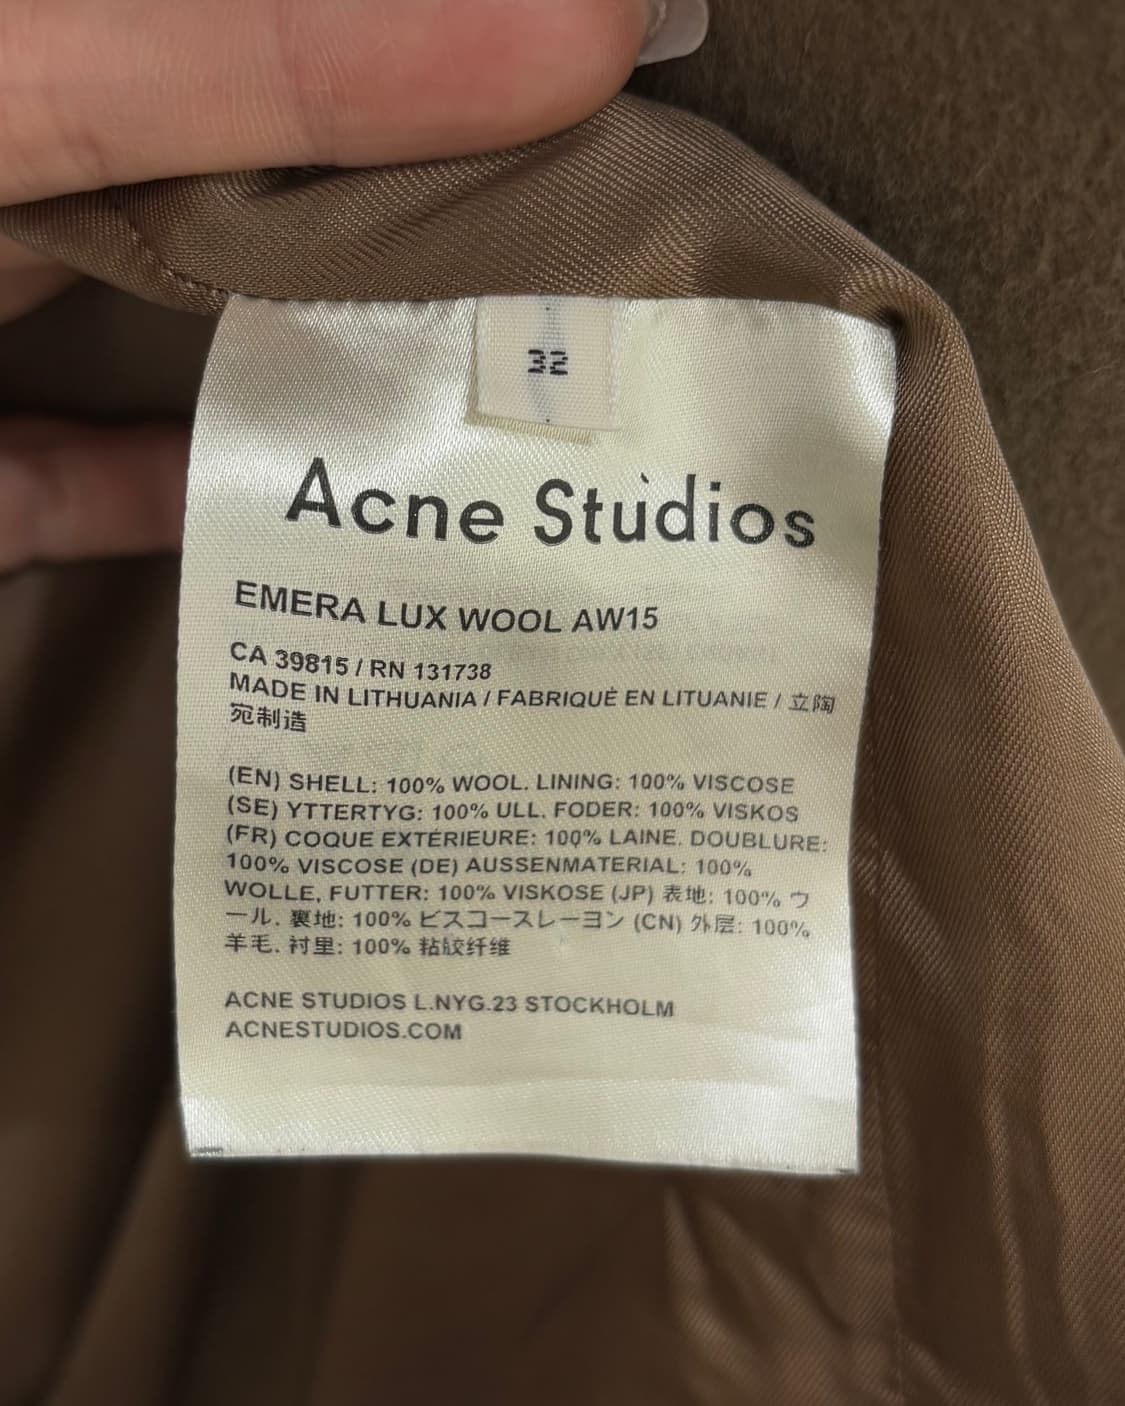 32
Acne Studios
EMERA LUX WOOL AW15
CA 39815 / RN 131738
MADE IN LITHUANIA / FABRIQUÉ EN LITUANIE / 立陶
宛制造
(EN) SHELL: 100% WOOL. LINING: 100% VISCOSE
(SE) YTTERTYG: 100% ULL. FODER: 100% VISKOS
(FR) COQUE EXTÉRIEURE: 100% LAINE. DOUBLURE:
100% VISCOSE (DE) AUSSENMATERIAL: 100%
WOLLE, FUTTER: 100% VISKOSE (JP) 表地: 100% ウ
ール. 裏地: 100% ビスコースレーヨン (CN) 外层: 100%
羊毛. 衬里: 100% 粘胶纤维
ACNE STUDIOS L.NYG.23 STOCKHOLM
ACNESTUDIOS.COM